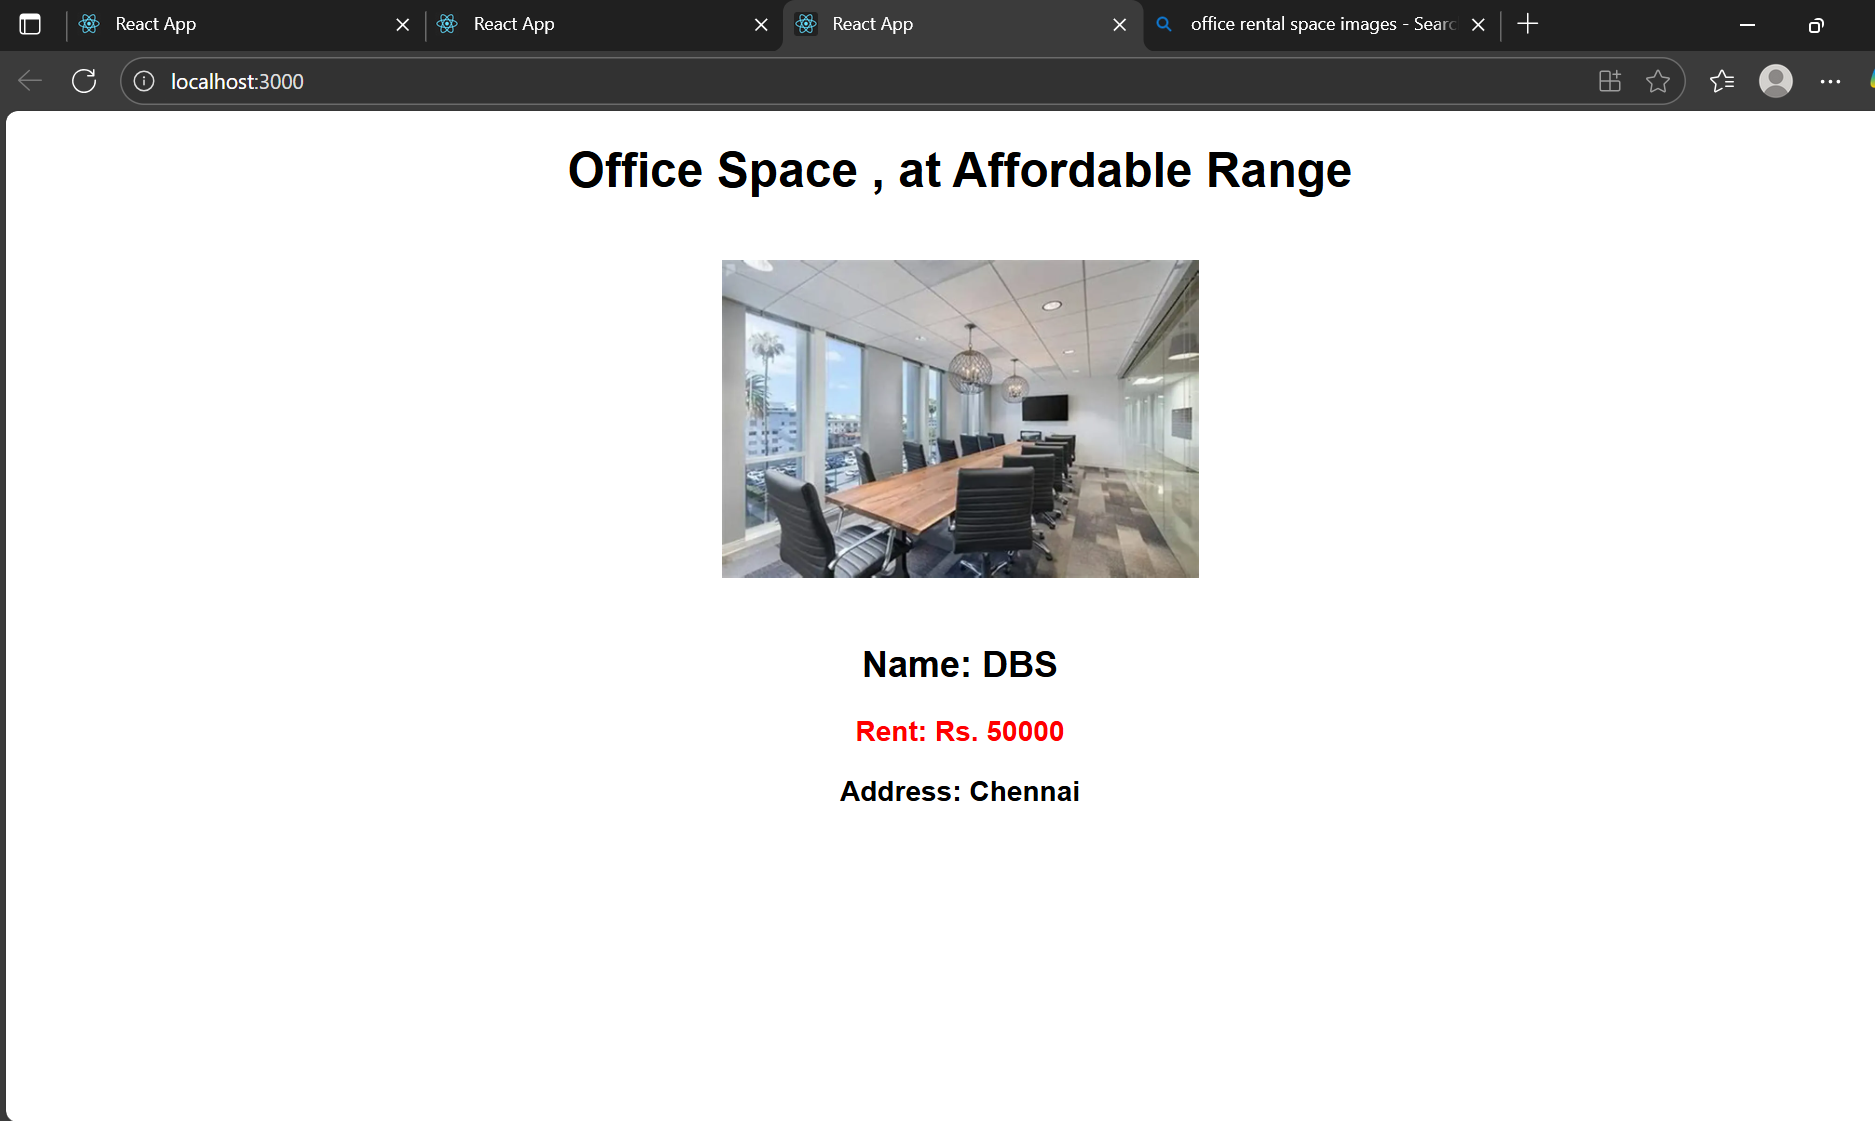 React App
React App
React App
office rental space images - Searc
localhost:3000
Office Space , at Affordable Range
Name: DBS
Rent: Rs. 50000
Address: Chennai